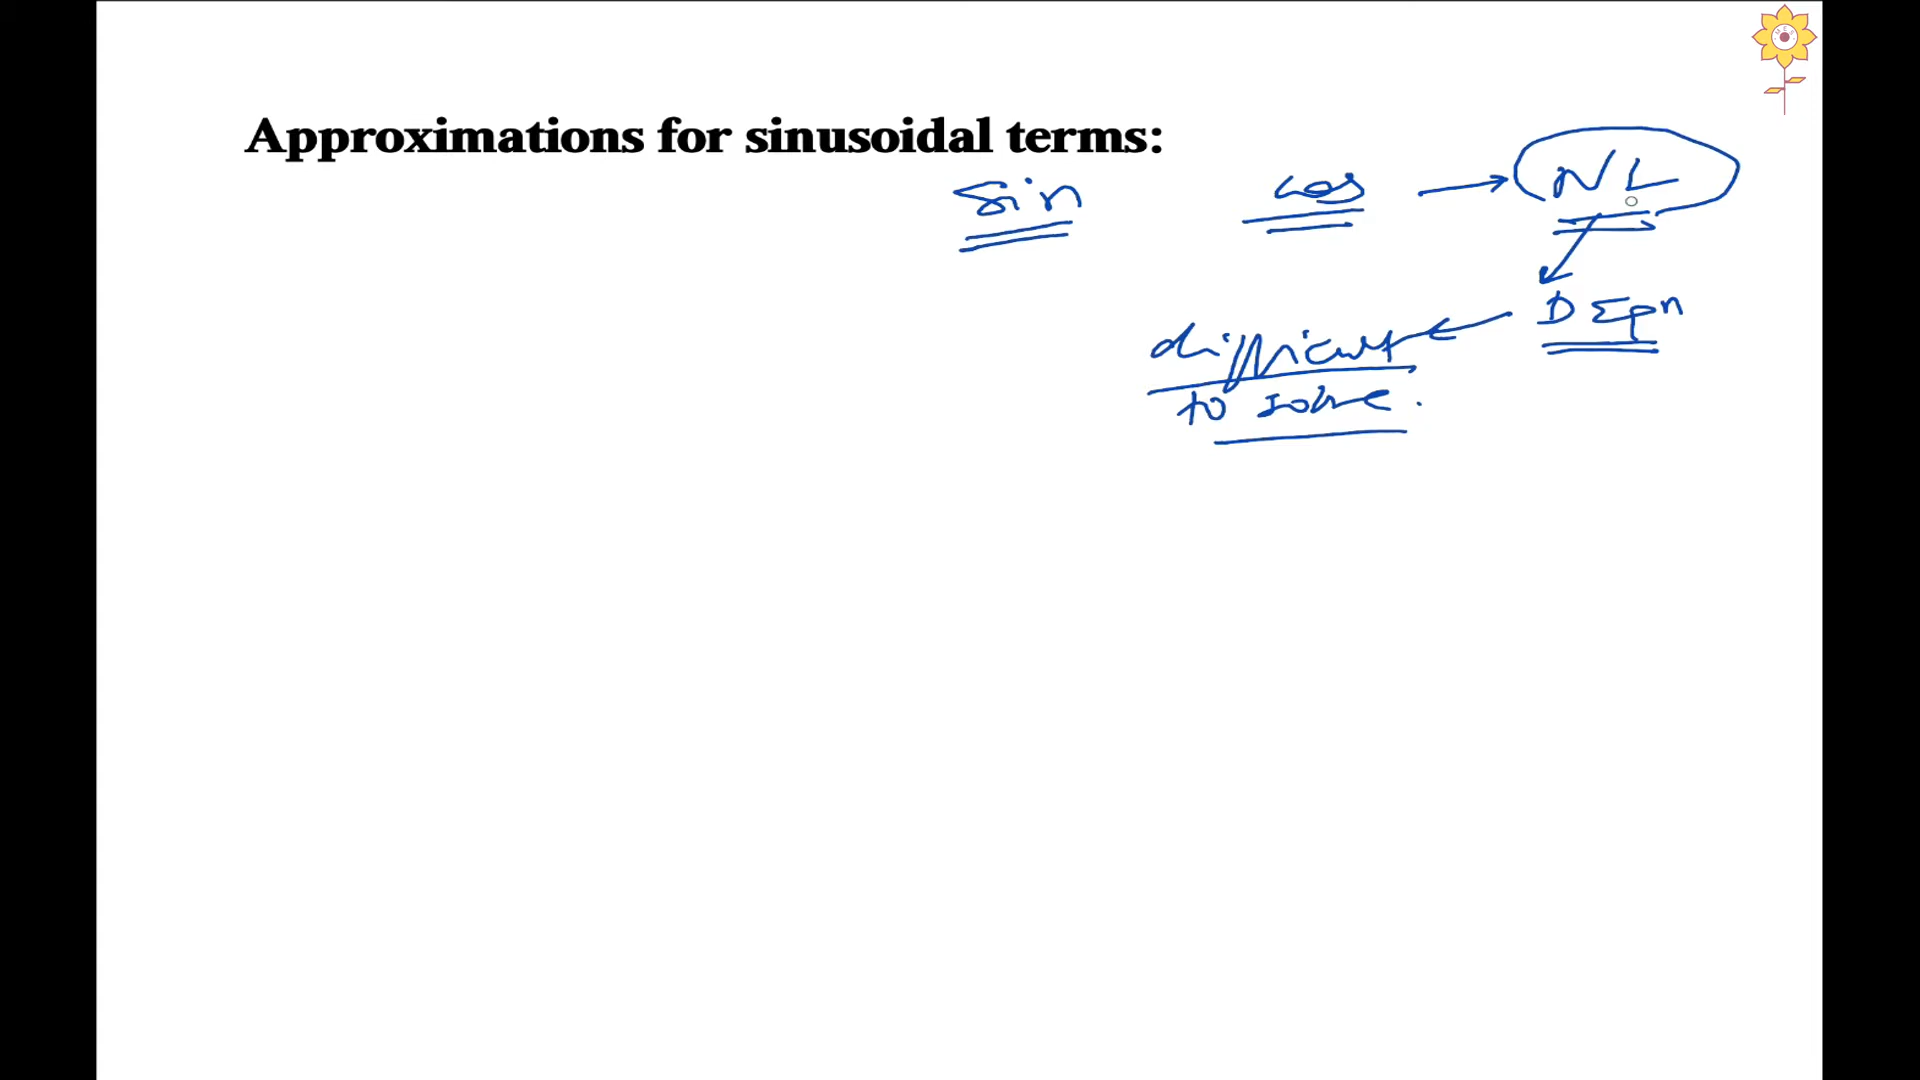 Approximations for sinusoidal terms:
sin cos → NL
D Eqn
difficult
to solve.